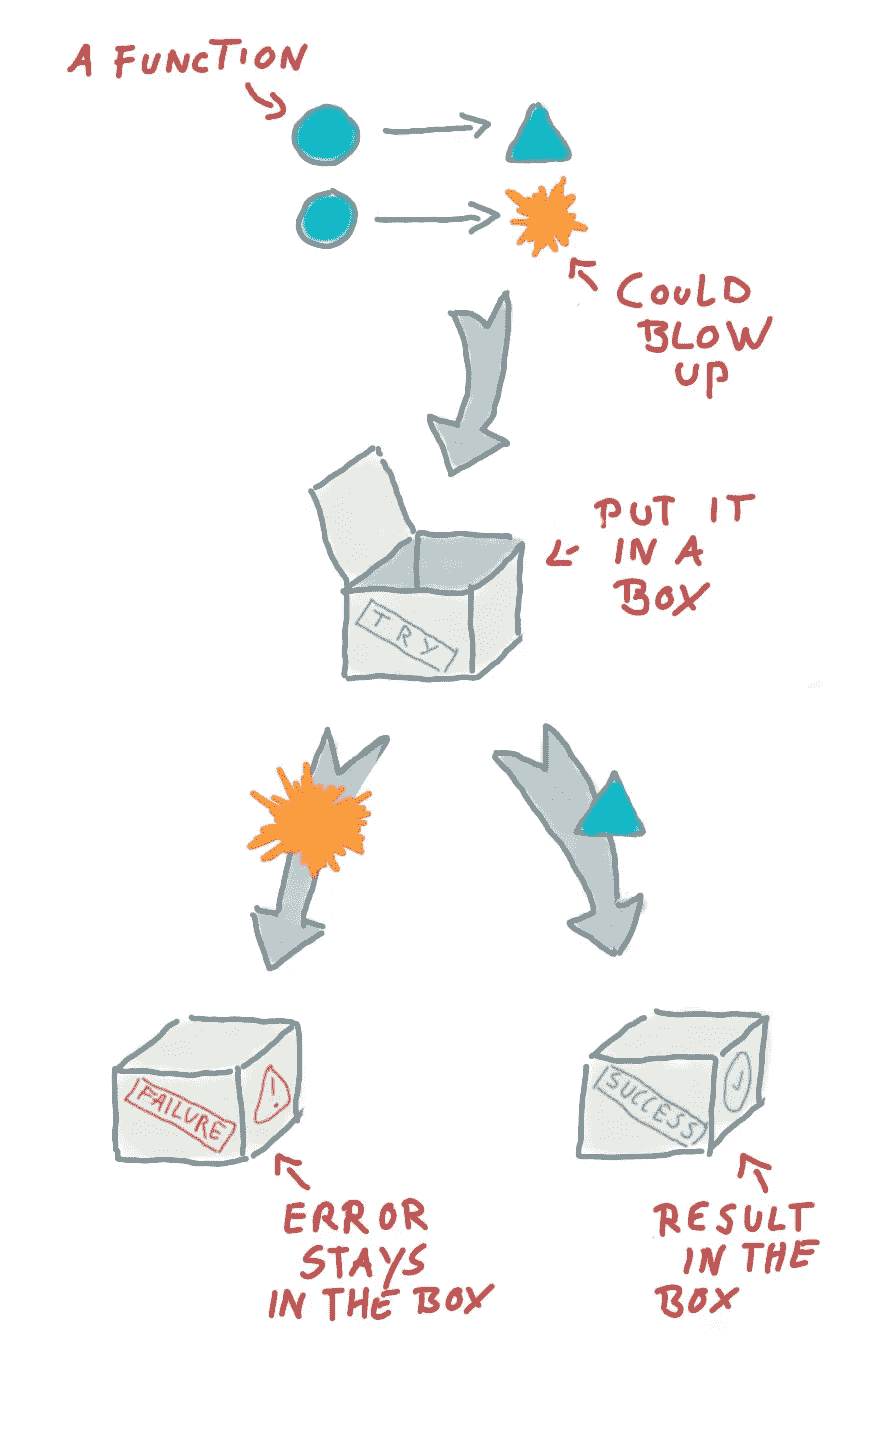 A FUNCTION
COULD
BLOW
UP
PUT IT
IN A
BOX
TRY
FAILURE
!
SUCCESS
ERROR
STAYS
IN THE BOX
RESULT
IN THE
BOX